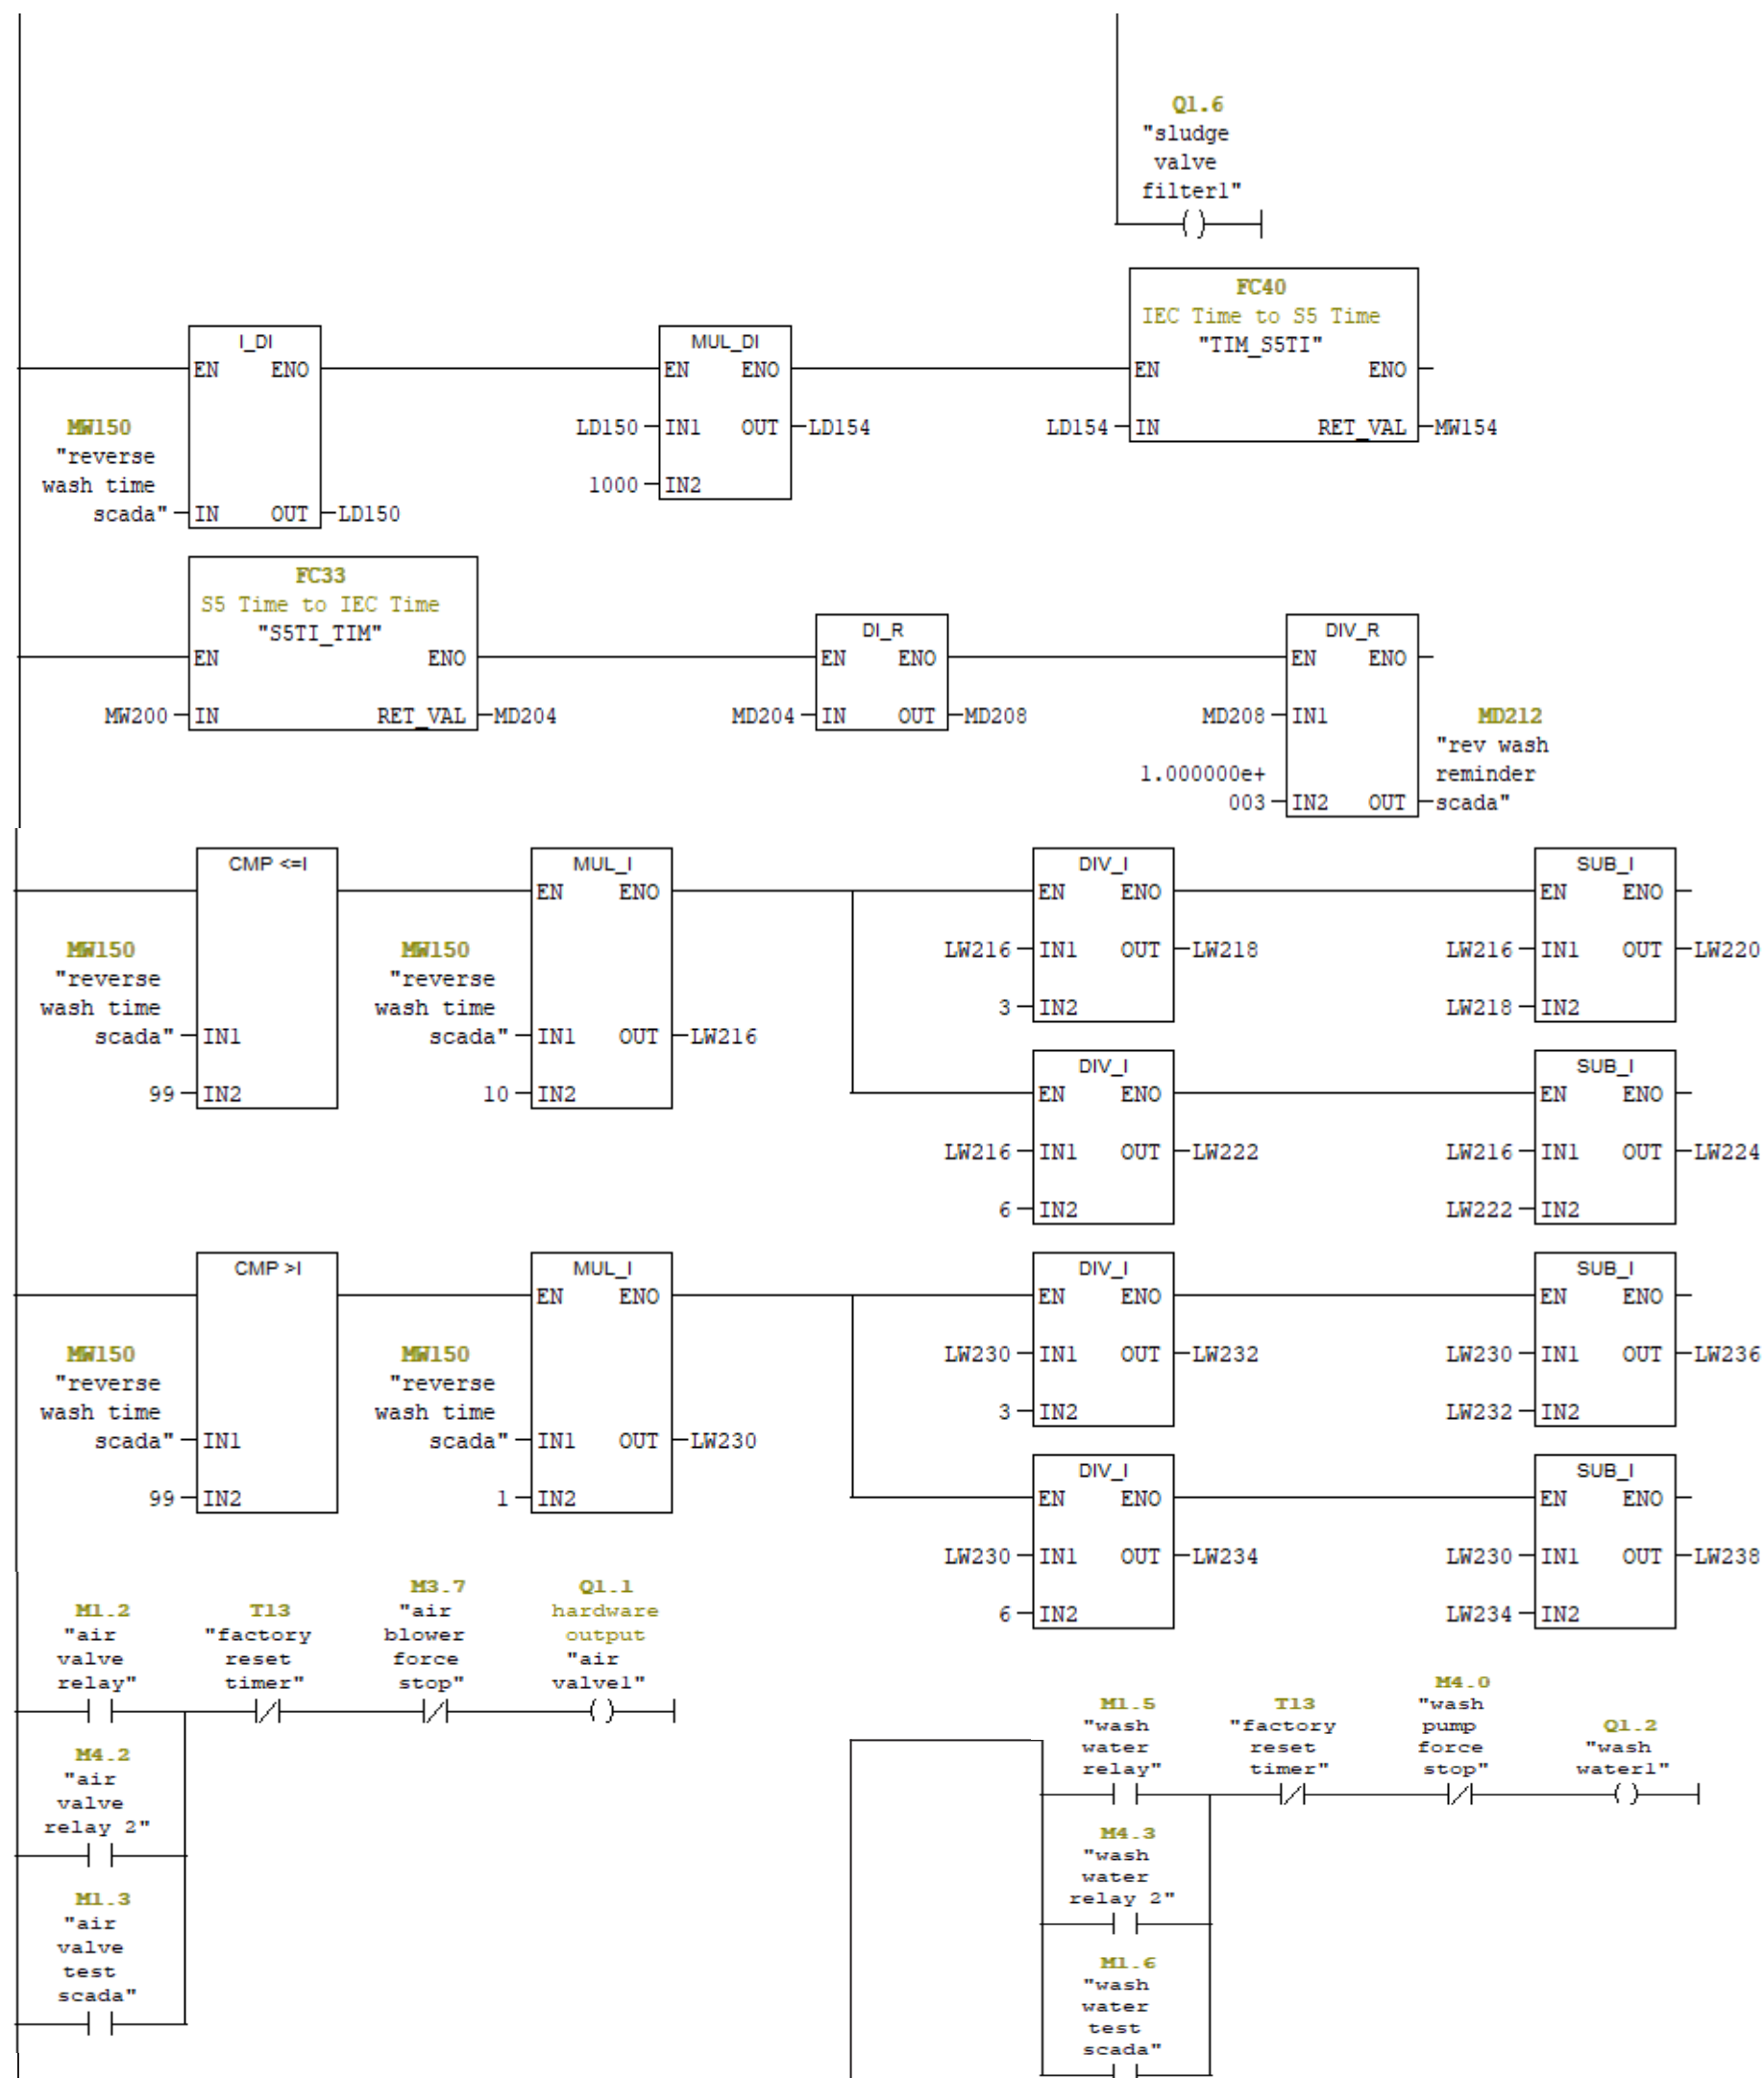 Q1.6
"sludge
valve
filter1"
FC40
IEC Time to S5 Time
"TIM_S5TI"
I_DI
MUL_DI
EN ENO
EN ENO
EN ENO
MW150
"reverse
wash time
scada"
IN OUT LD150
LD150 IN1 OUT LD154
1000 IN2
LD154 IN RET_VAL MW154
FC33
S5 Time to IEC Time
"S5TI_TIM"
DI_R
DIV_R
EN ENO
EN ENO
EN ENO
MW200 IN RET_VAL MD204
MD204 IN OUT MD208
MD208 IN1
MD212
"rev wash
reminder
scada"
1.000000e+
003 IN2 OUT
CMP <=I
MUL_I
DIV_I
SUB_I
EN ENO
EN ENO
EN ENO
MW150
"reverse
wash time
scada" IN1
99 IN2
MW150
"reverse
wash time
scada" IN1 OUT LW216
10 IN2
LW216 IN1 OUT LW218
3 IN2
LW216 IN1 OUT LW220
LW218 IN2
DIV_I
SUB_I
EN ENO
EN ENO
LW216 IN1 OUT LW222
6 IN2
LW216 IN1 OUT LW224
LW222 IN2
CMP >I
MUL_I
DIV_I
SUB_I
EN ENO
EN ENO
EN ENO
MW150
"reverse
wash time
scada" IN1
99 IN2
MW150
"reverse
wash time
scada" IN1 OUT LW230
1 IN2
LW230 IN1 OUT LW232
3 IN2
LW230 IN1 OUT LW236
LW232 IN2
DIV_I
SUB_I
EN ENO
EN ENO
LW230 IN1 OUT LW234
6 IN2
LW230 IN1 OUT LW238
LW234 IN2
M1.2
"air
valve
relay"
T13
"factory
reset
timer"
M3.7
"air
blower
force
stop"
Q1.1
hardware
output
"air
valve1"
M4.2
"air
valve
relay 2"
M1.3
"air
valve
test
scada"
M1.5
"wash
water
relay"
T13
"factory
reset
timer"
M4.0
"wash
pump
force
stop"
Q1.2
"wash
water1"
M4.3
"wash
water
relay 2"
M1.6
"wash
water
test
scada"